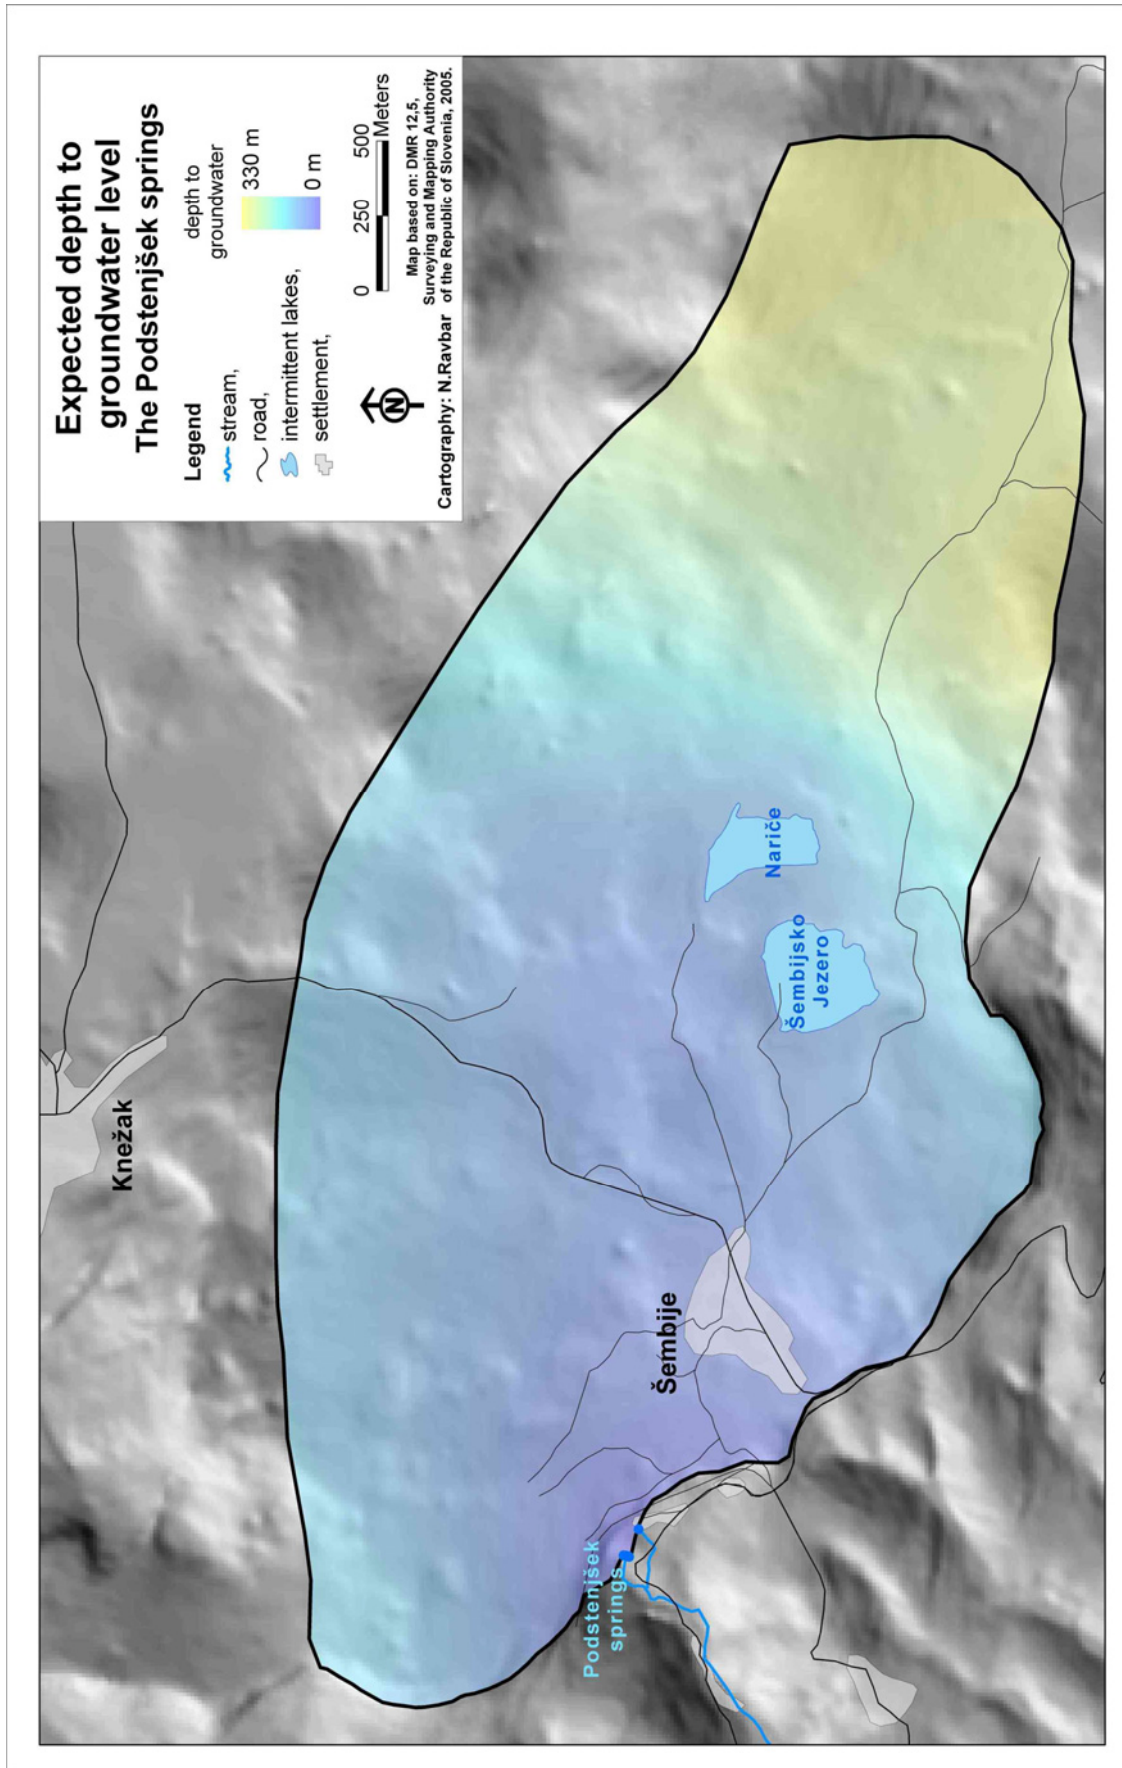 Expected depth to
groundwater level
The Podstenjšek springs
Legend
stream,
road,
intermittent lakes,
settlement,
depth to
groundwater
330 m
0 m
N
0 250 500
Meters
Map based on: DMR 12,5,
Surveying and Mapping Authority
of the Republic of Slovenia, 2005.
Cartography: N.Ravbar
Knežak
Šembije
Podstenjšek
springs
Šembijsko
Jezero
Nariče